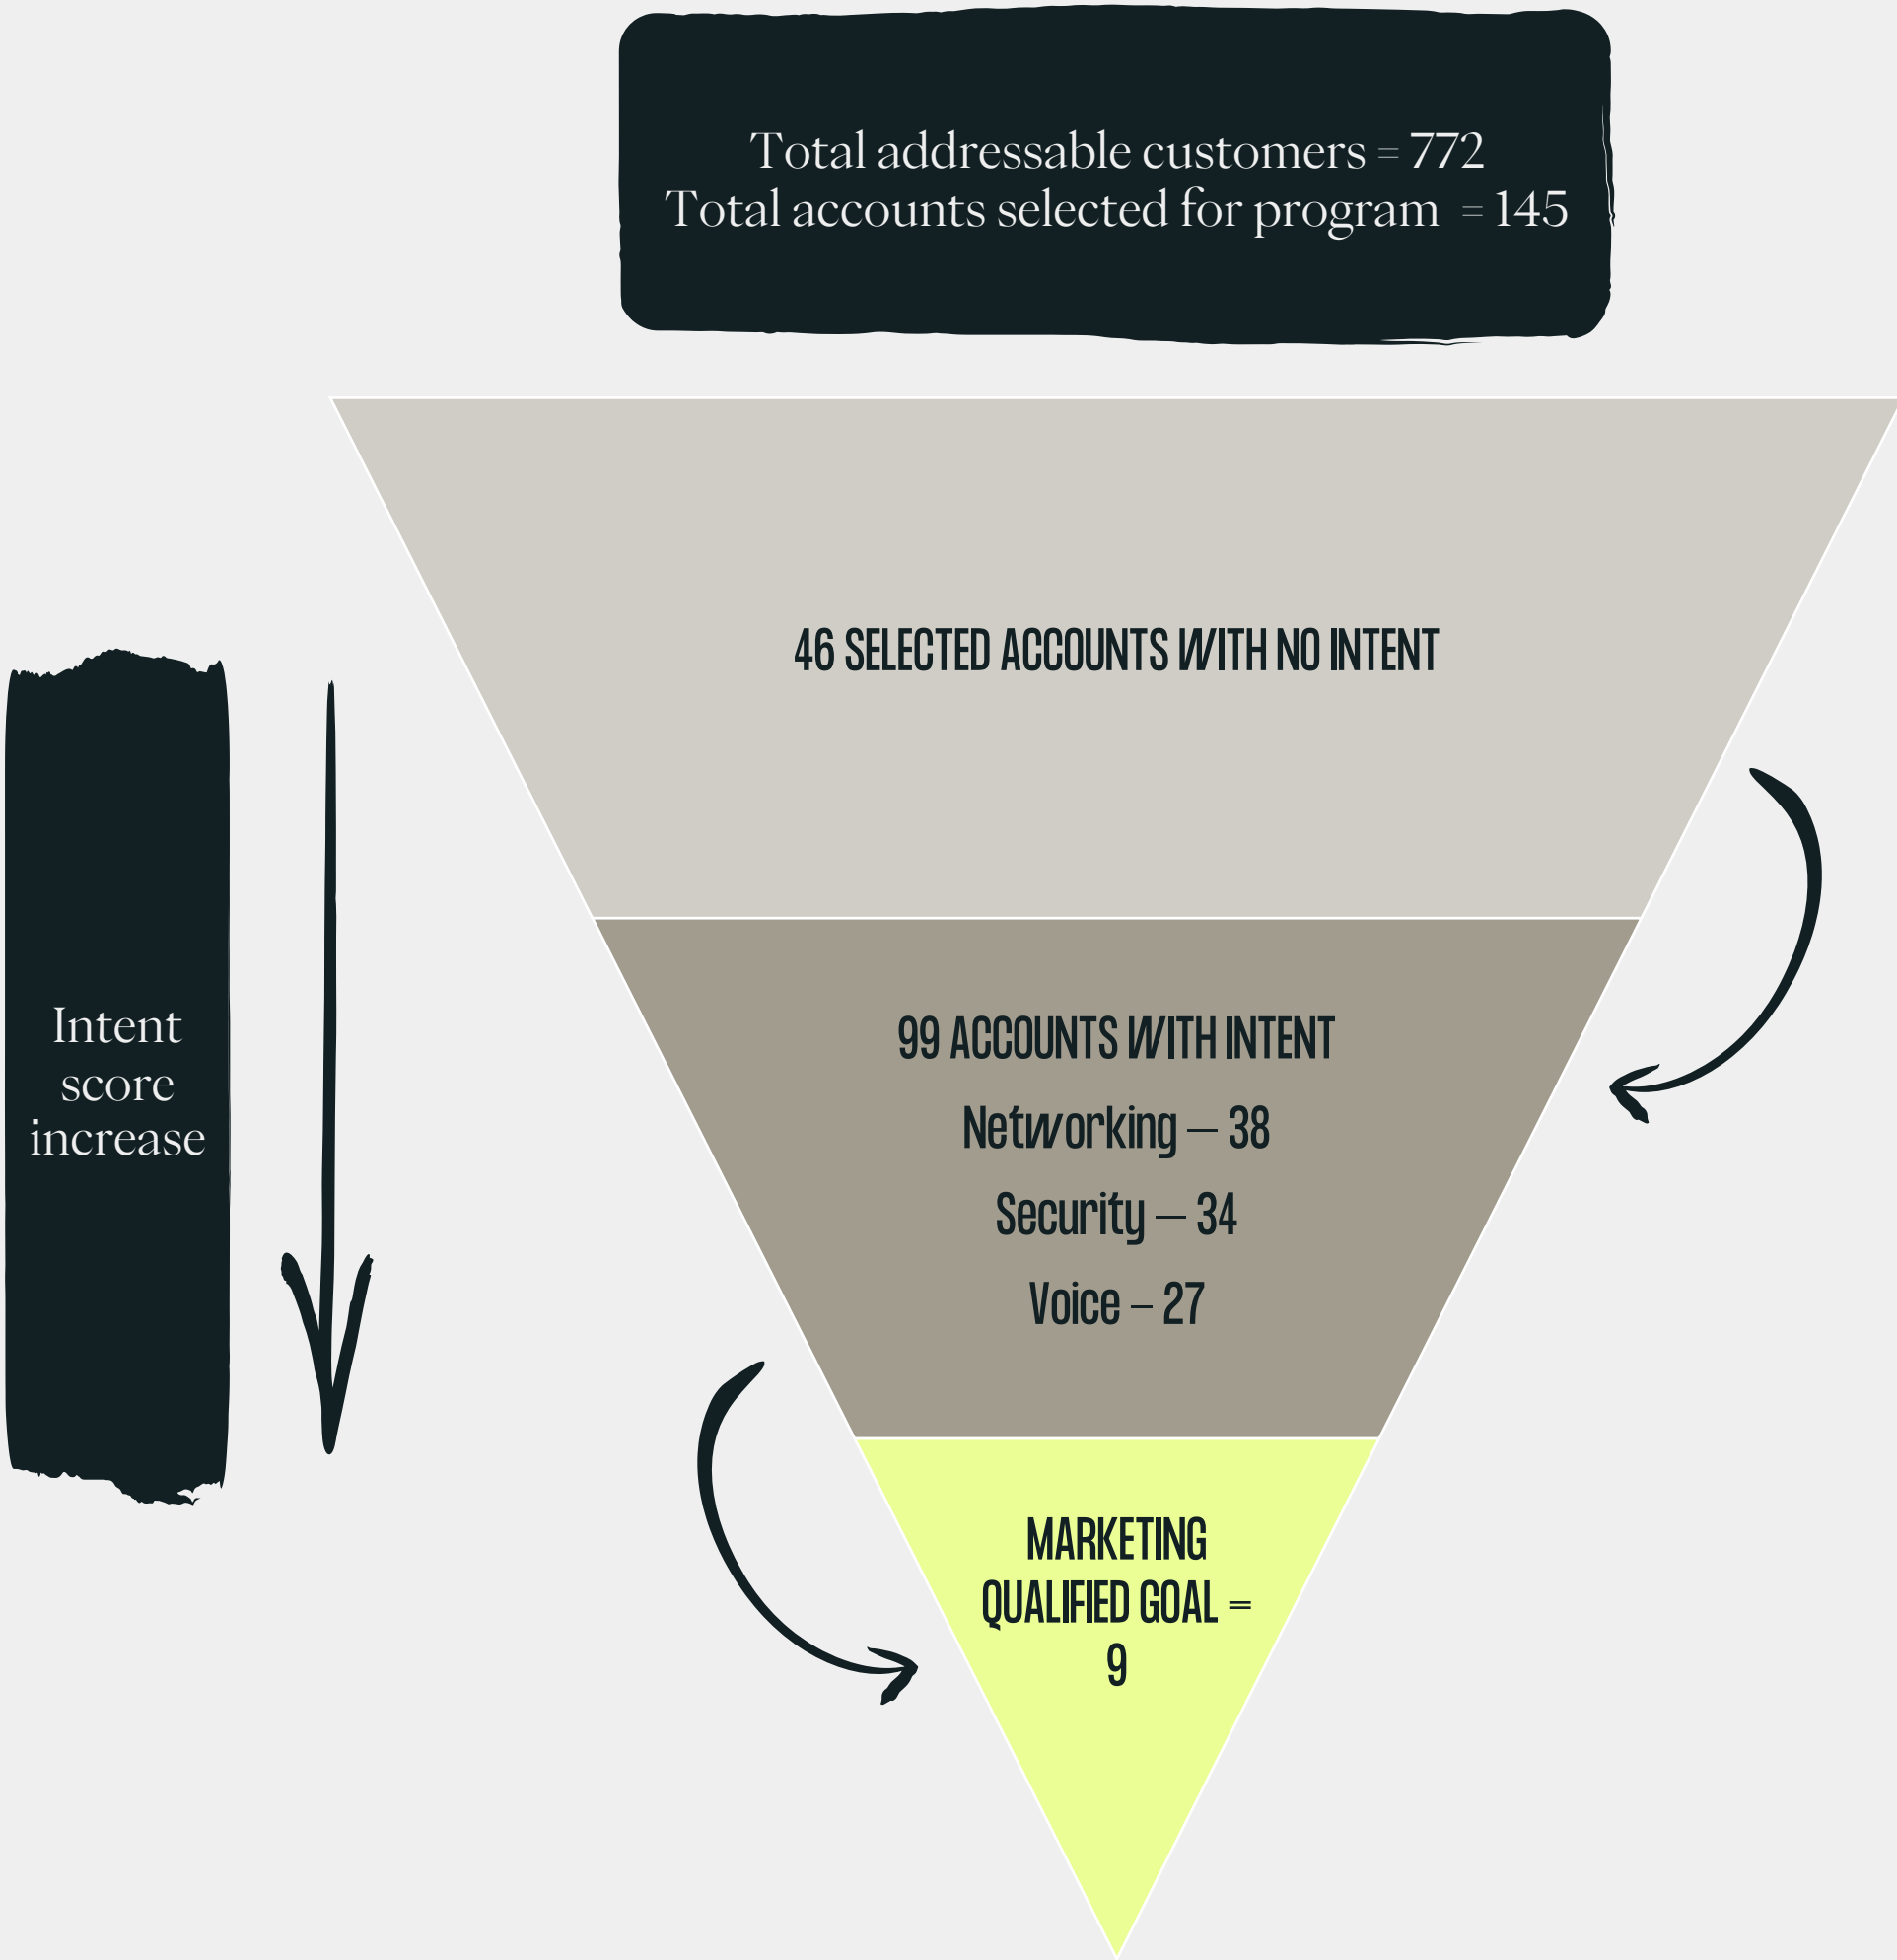 Total addressable customers = 772
Total accounts selected for program = 145
46 SELECTED ACCOUNTS WITH NO INTENT
Intent
score
increase
99 ACCOUNTS WITH INTENT
Networking – 38
Security – 34
Voice – 27
MARKETING
QUALIFIED GOAL =
9